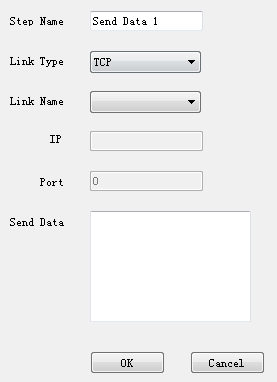 Step Name Send Data 1
Link Type TCP
Link Name
IP
Port 0
Send Data
OK Cancel